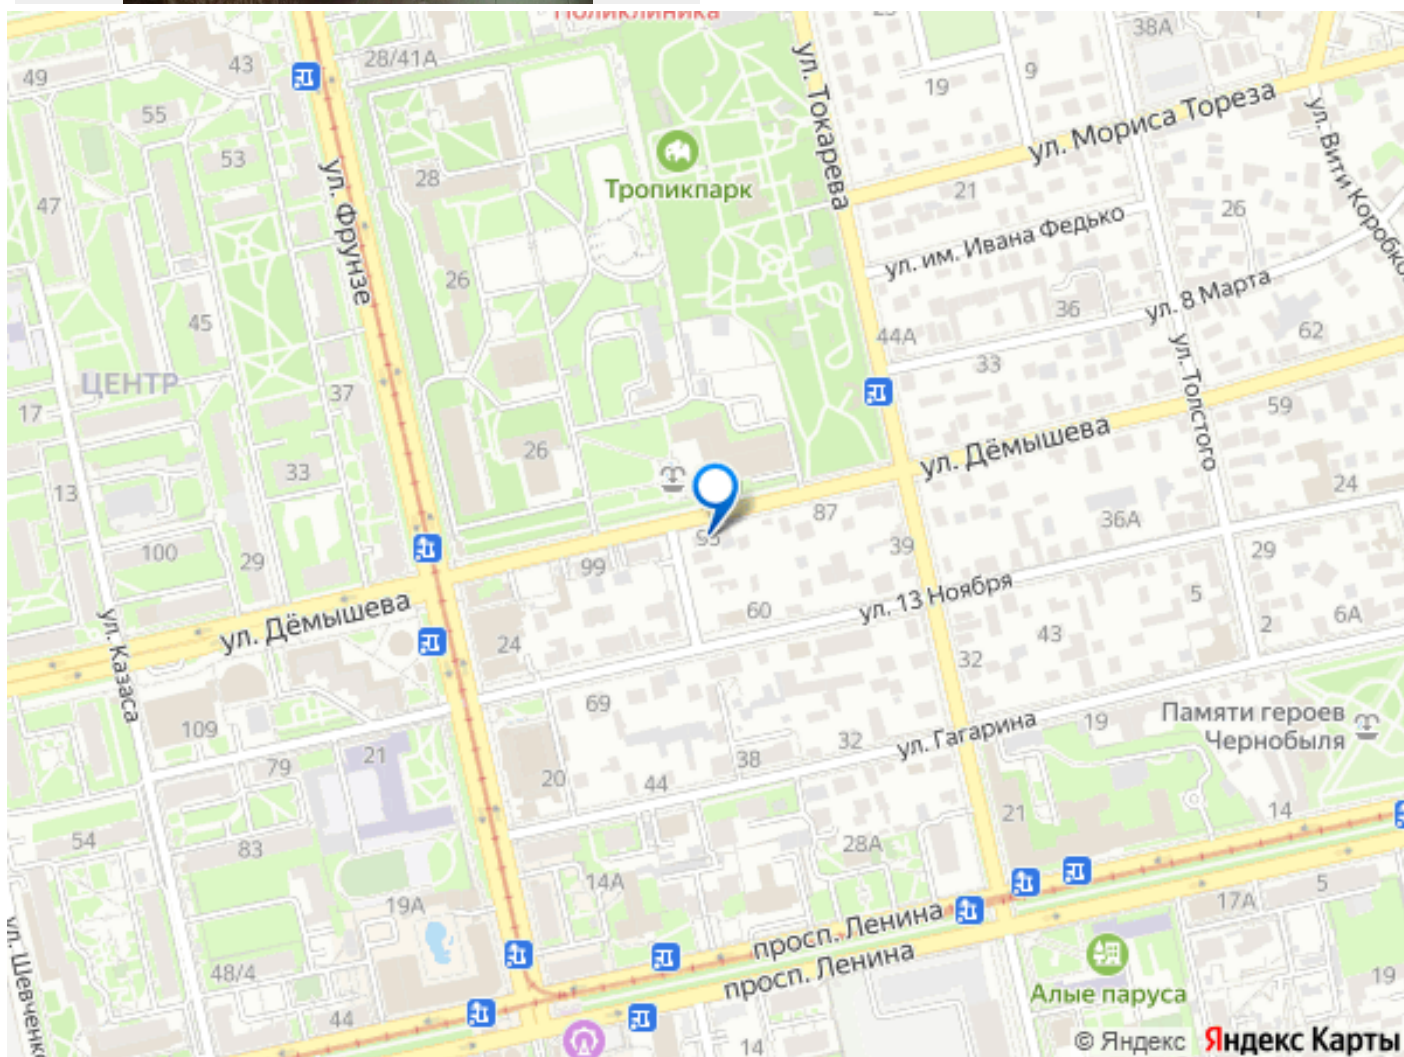 Поликлиника
28/41А
43
49
55
53
47
28
ул. Фрунзе
Тропикпарк
ул. Токарева
19
9
38А
ул. Мориса Тореза
ул. Вити Коробко
21
26
ул. им. Ивана Федько
36
ул. 8 Марта
26
45
44А
33
62
ЦЕНТР
37
17
ул. Толстого
59
ул. Дёмышева
26
33
13
87
24
36А
100
29
99
39
29
ул. 13 Ноября
60
5
ул. Дёмышева
ул. Казаса
24
43
2
6А
32
69
109
Памяти героев
Чернобыля
19
ул. Гагарина
32
38
21
79
20
44
21
14
54
83
28А
14А
5
17А
19А
просп. Ленина
просп. Ленина
ул. Шевченко
48/4
19
Алые паруса
44
14
© Яндекс Яндекс Карты